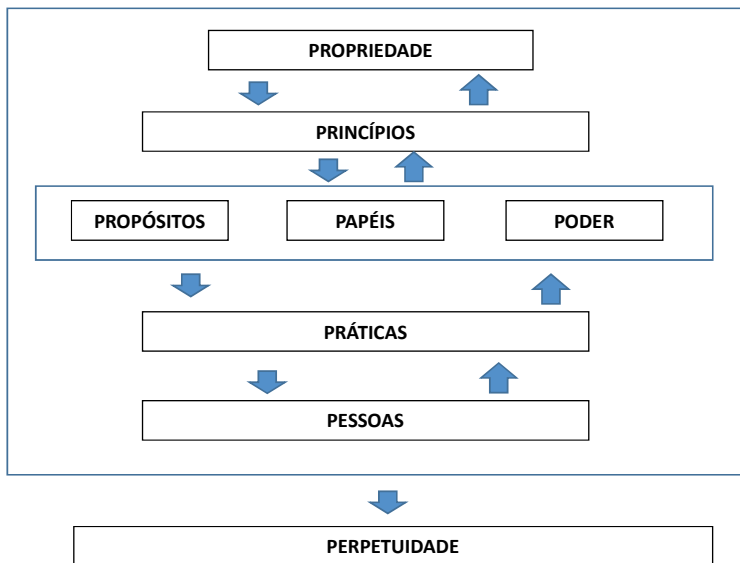 PROPRIEDADE
PRINCÍPIOS
PROPÓSITOS
PAPÉIS
PODER
PRÁTICAS
PESSOAS
PERPETUIDADE